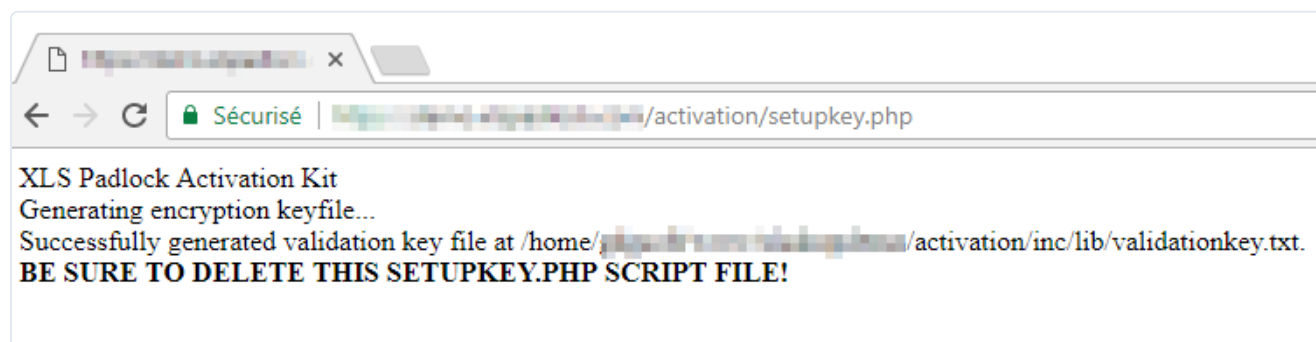 Sécurisé | /activation/setupkey.php
XLS Padlock Activation Kit
Generating encryption keyfile...
Successfully generated validation key file at /home/ /activation/inc/lib/validationkey.txt.
BE SURE TO DELETE THIS SETUPKEY.PHP SCRIPT FILE!